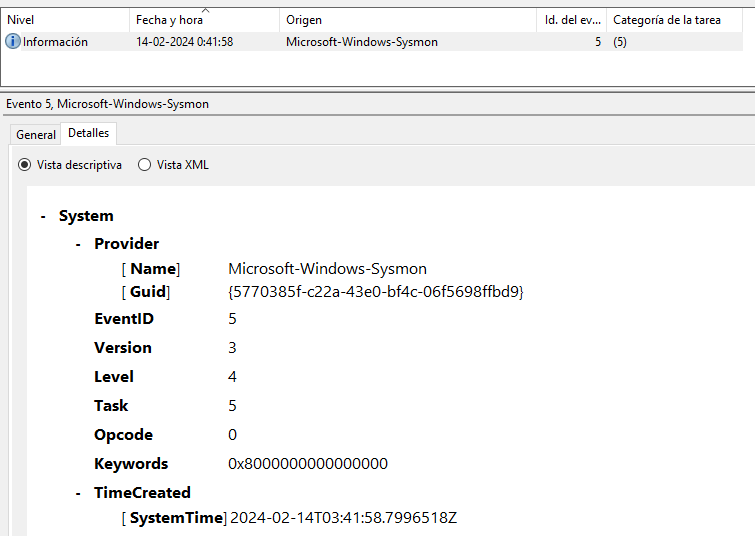 Nivel Fecha y hora Origen Id. del ev... Categoría de la tarea
Información 14-02-2024 0:41:58 Microsoft-Windows-Sysmon 5 (5)
Evento 5, Microsoft-Windows-Sysmon
General Detalles
Vista descriptiva Vista XML
- System
- Provider
[ Name] Microsoft-Windows-Sysmon
[ Guid] {5770385f-c22a-43e0-bf4c-06f5698ffbd9}
EventID 5
Version 3
Level 4
Task 5
Opcode 0
Keywords 0x8000000000000000
- TimeCreated
[ SystemTime] 2024-02-14T03:41:58.7996518Z